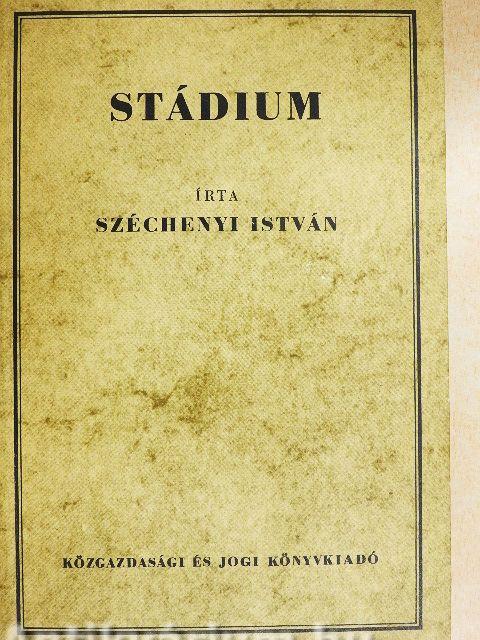 STÁDIUM
ÍRTA
SZÉCHENYI ISTVÁN
KÖZGAZDASÁGI ÉS JOGI KÖNYVKIADÓ